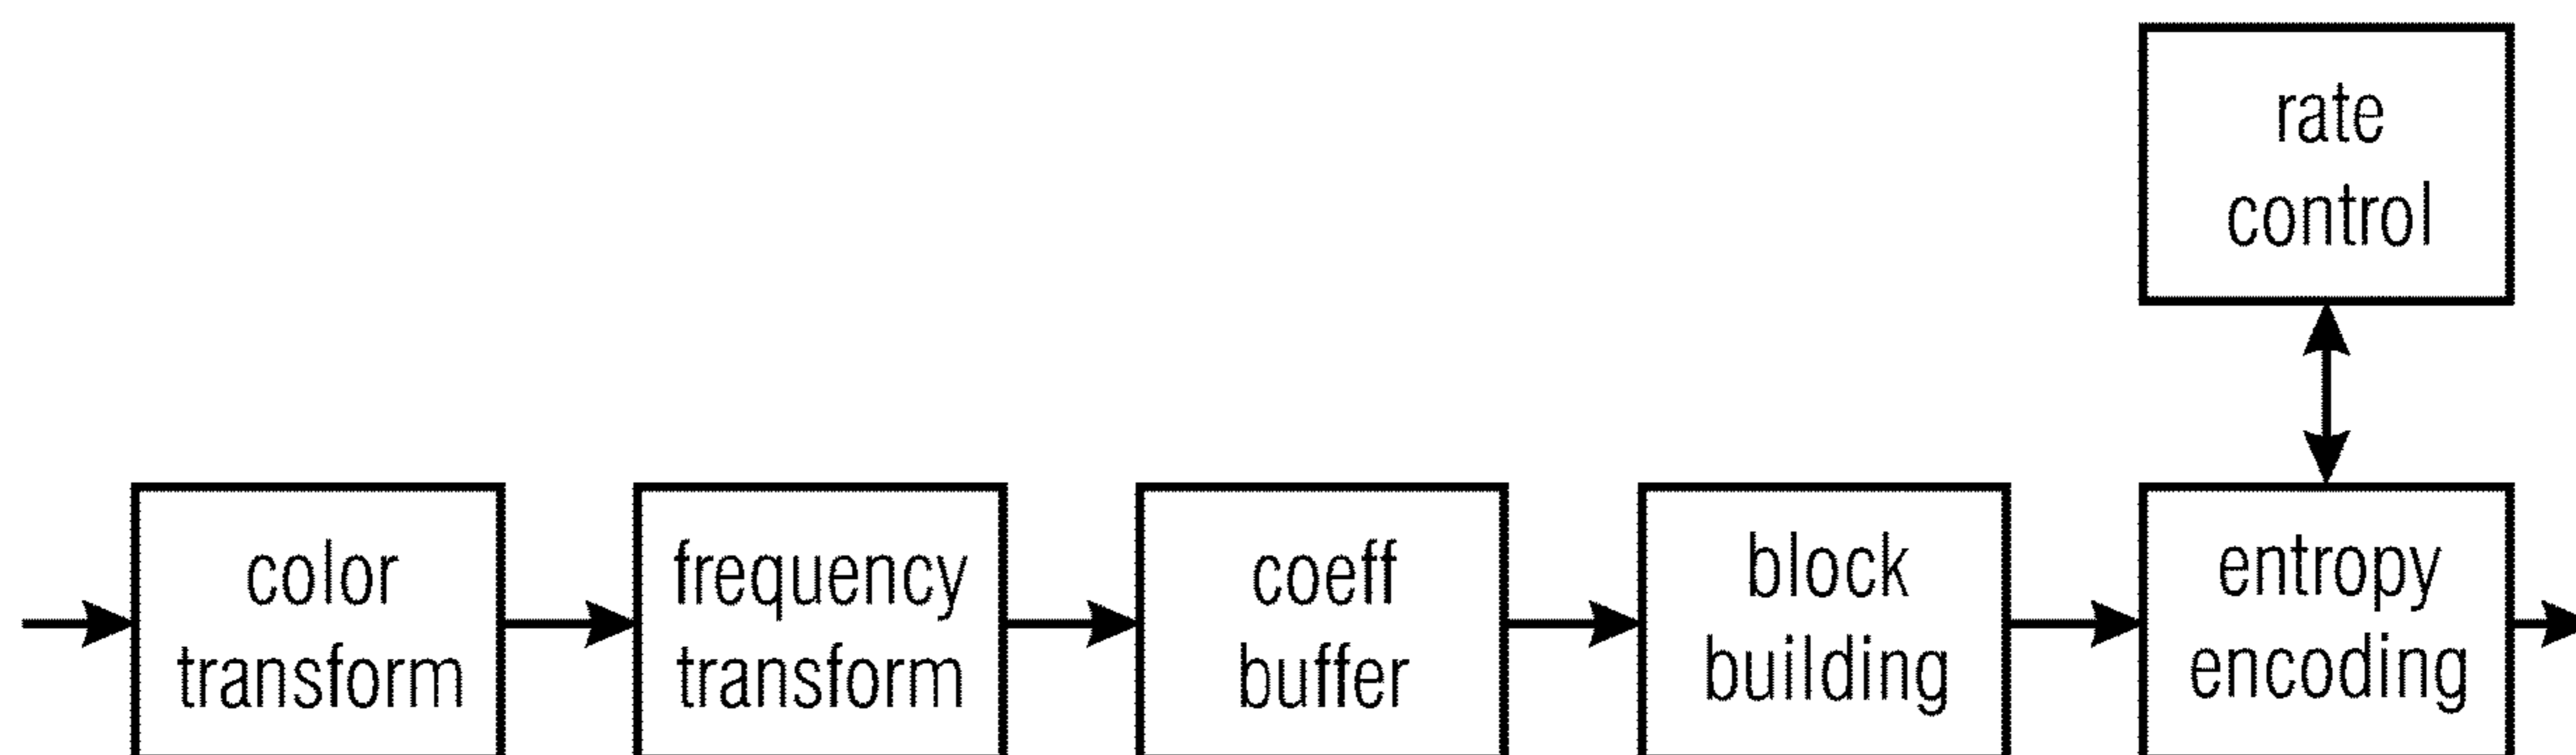 rate
control
color
transform
frequency
transform
coeff
buffer
block
building
entropy
encoding